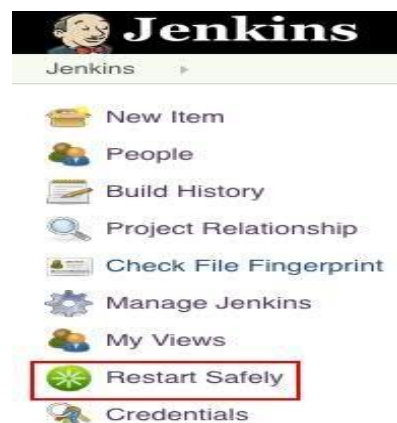 Jenkins
Jenkins
New Item
People
Build History
Project Relationship
Check File Fingerprint
Manage Jenkins
My Views
Restart Safely
Credentials